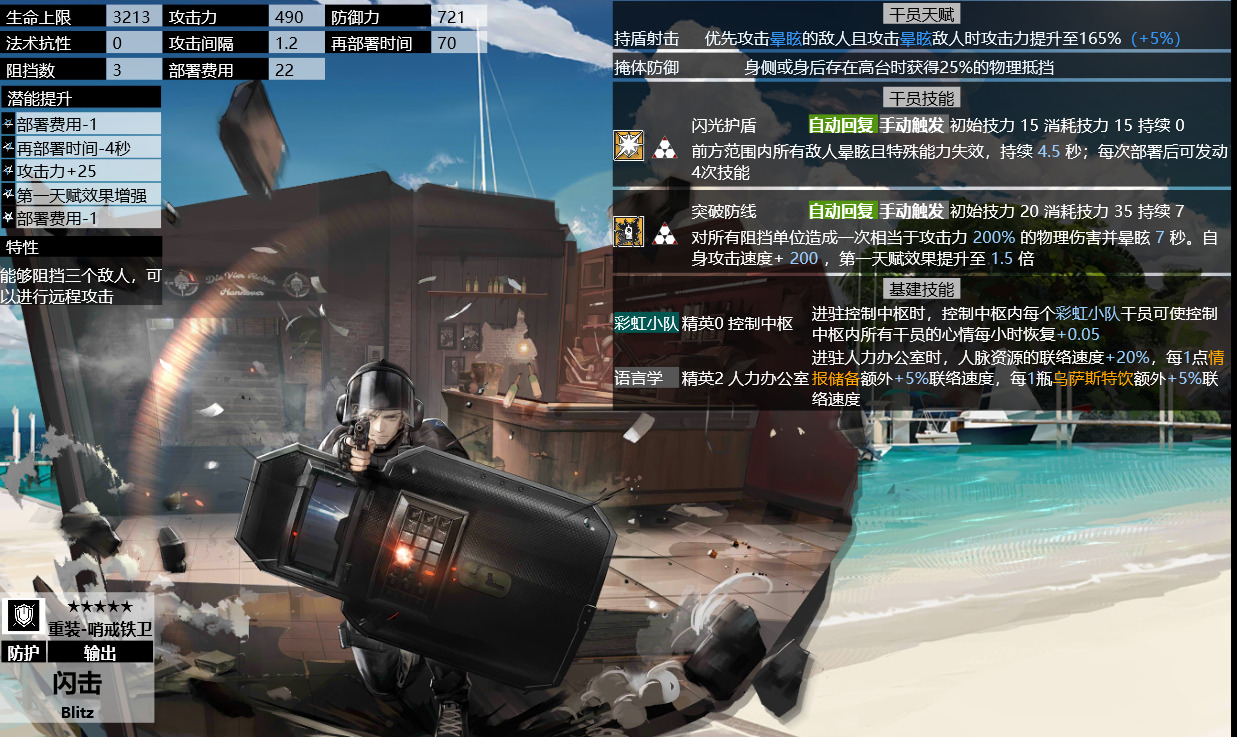 生命上限 3213 攻击力 490 防御力 721
法术抗性 0 攻击间隔 1.2 再部署时间 70
阻挡数 3 部署费用 22
潜能提升
部署费用-1
再部署时间-4秒
攻击力+25
第一天赋效果增强
部署费用-1
特性
能够阻挡三个敌人，可
以进行远程攻击
干员天赋
持盾射击 优先攻击晕眩的敌人且攻击晕眩敌人时攻击力提升至165%（+5%）
掩体防御 身侧或身后存在高台时获得25%的物理抵挡
干员技能
闪光护盾 自动回复 手动触发 初始技力 15 消耗技力 15 持续 0
前方范围内所有敌人晕眩且特殊能力失效，持续 4.5 秒；每次部署后可发动
4次技能
突破防线 自动回复 手动触发 初始技力 20 消耗技力 35 持续 7
对所有阻挡单位造成一次相当于攻击力 200% 的物理伤害并晕眩 7 秒。自
身攻击速度+ 200 ，第一天赋效果提升至 1.5 倍
基建技能
彩虹小队 精英0 控制中枢 进驻控制中枢时，控制中枢内每个彩虹小队干员可使控制
中枢内所有干员的心情每小时恢复+0.05
语言学 精英2 人力办公室 进驻人力办公室时，人脉资源的联络速度+20%，每1点情
报储备额外+5%联络速度，每1瓶乌萨斯特饮额外+5%联
络速度
Hannover
★★★★★
重装-哨戒铁卫
防护 输出
闪击
Blitz